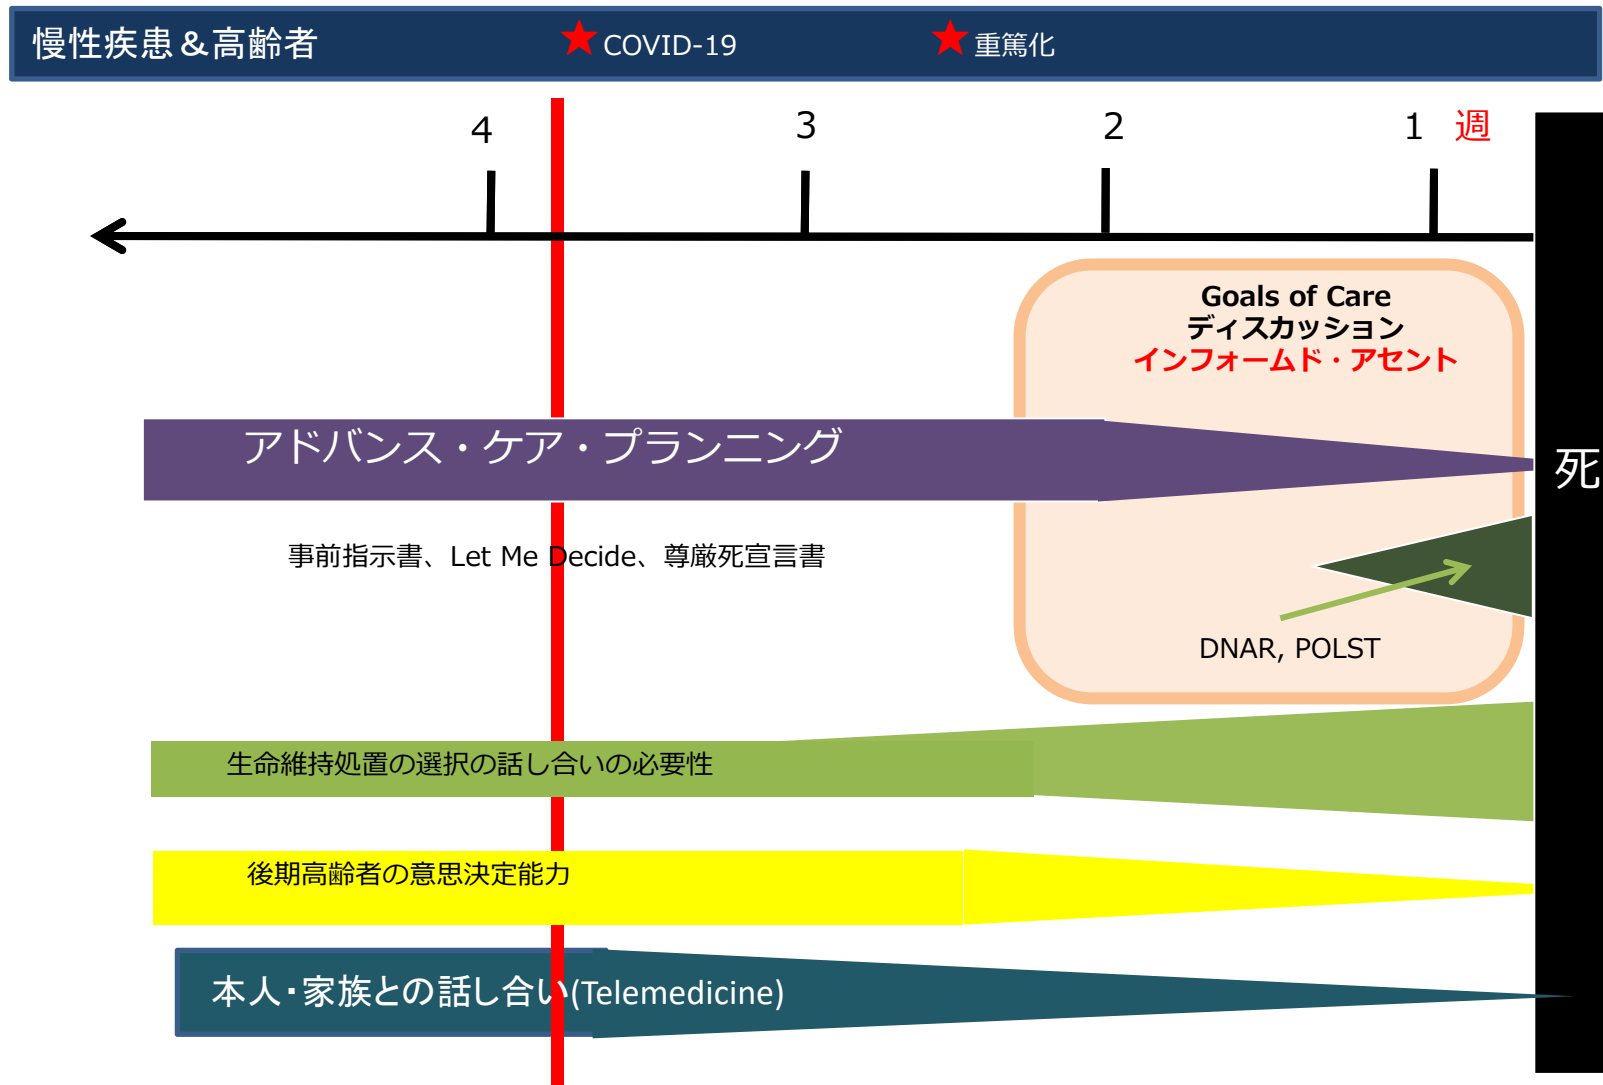 慢性疾患＆高齢者
★COVID-19
★重篤化
4
3
2
1 週
Goals of Care
ディスカッション
インフォームド・アセント
アドバンス・ケア・プランニング
死
事前指示書、Let Me Decide、尊厳死宣言書
DNAR, POLST
生命維持処置の選択の話し合いの必要性
後期高齢者の意思決定能力
本人・家族との話し合い(Telemedicine)